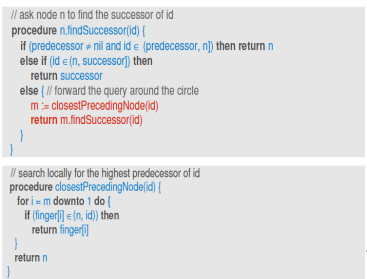 // ask node n to find the successor of id
procedure n.findSuccessor(id) {
if (predecessor ≠ nil and id ∈ (predecessor, n]) then return n
else if (id ∈ (n, successor]) then
return successor
else { // forward the query around the circle
m := closestPrecedingNode(id)
return m.findSuccessor(id)
}
}
// search locally for the highest predecessor of id
procedure closestPrecedingNode(id) {
for i = m downto 1 do {
if (finger[i] ∈ (n, id)) then
return finger[i]
}
return n
}